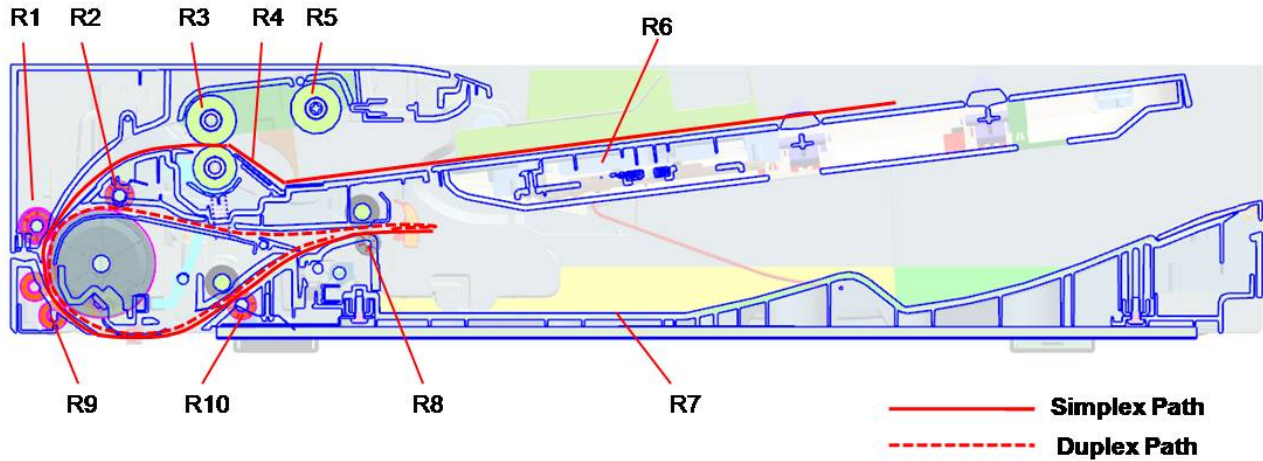 R1 R2 R3 R4 R5 R6
R9 R10 R8 R7
Simplex Path
Duplex Path